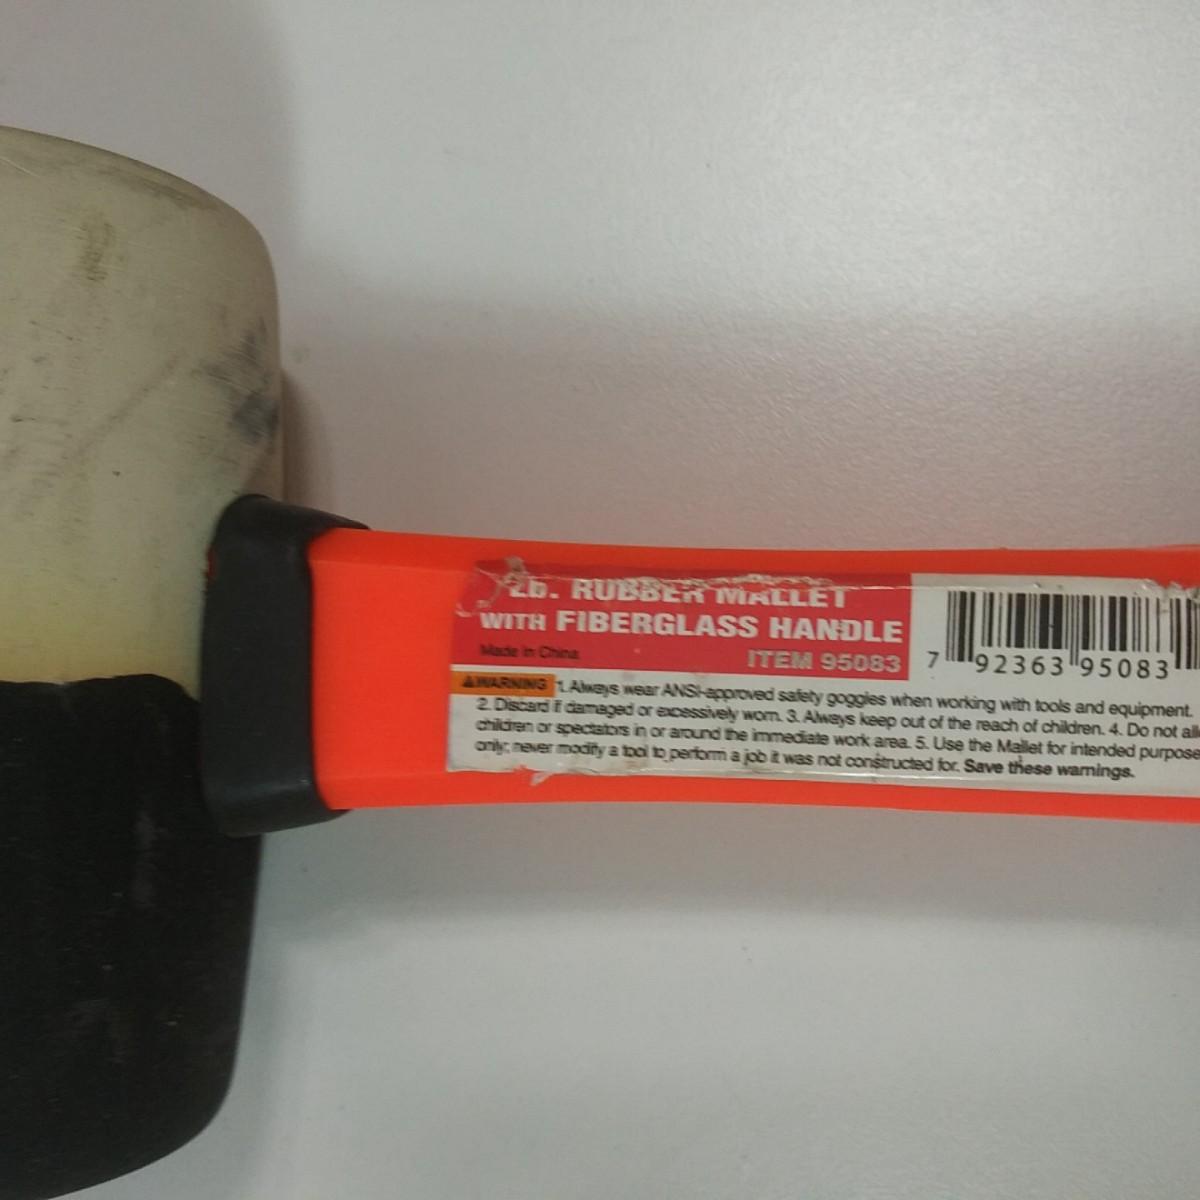 2lb. RUBBER MALLET
WITH FIBERGLASS HANDLE
Made in China
ITEM 95083
7 92363 95083
WARNING 1. Always wear ANSI-approved safety goggles when working with tools and equipment.
2. Discard if damaged or excessively worn. 3. Always keep out of the reach of children. 4. Do not
children or spectators in or around the immediate work area. 5. Use the Mallet for intended purpose
only; never modify a tool to perform a job it was not constructed for. Save these warnings.